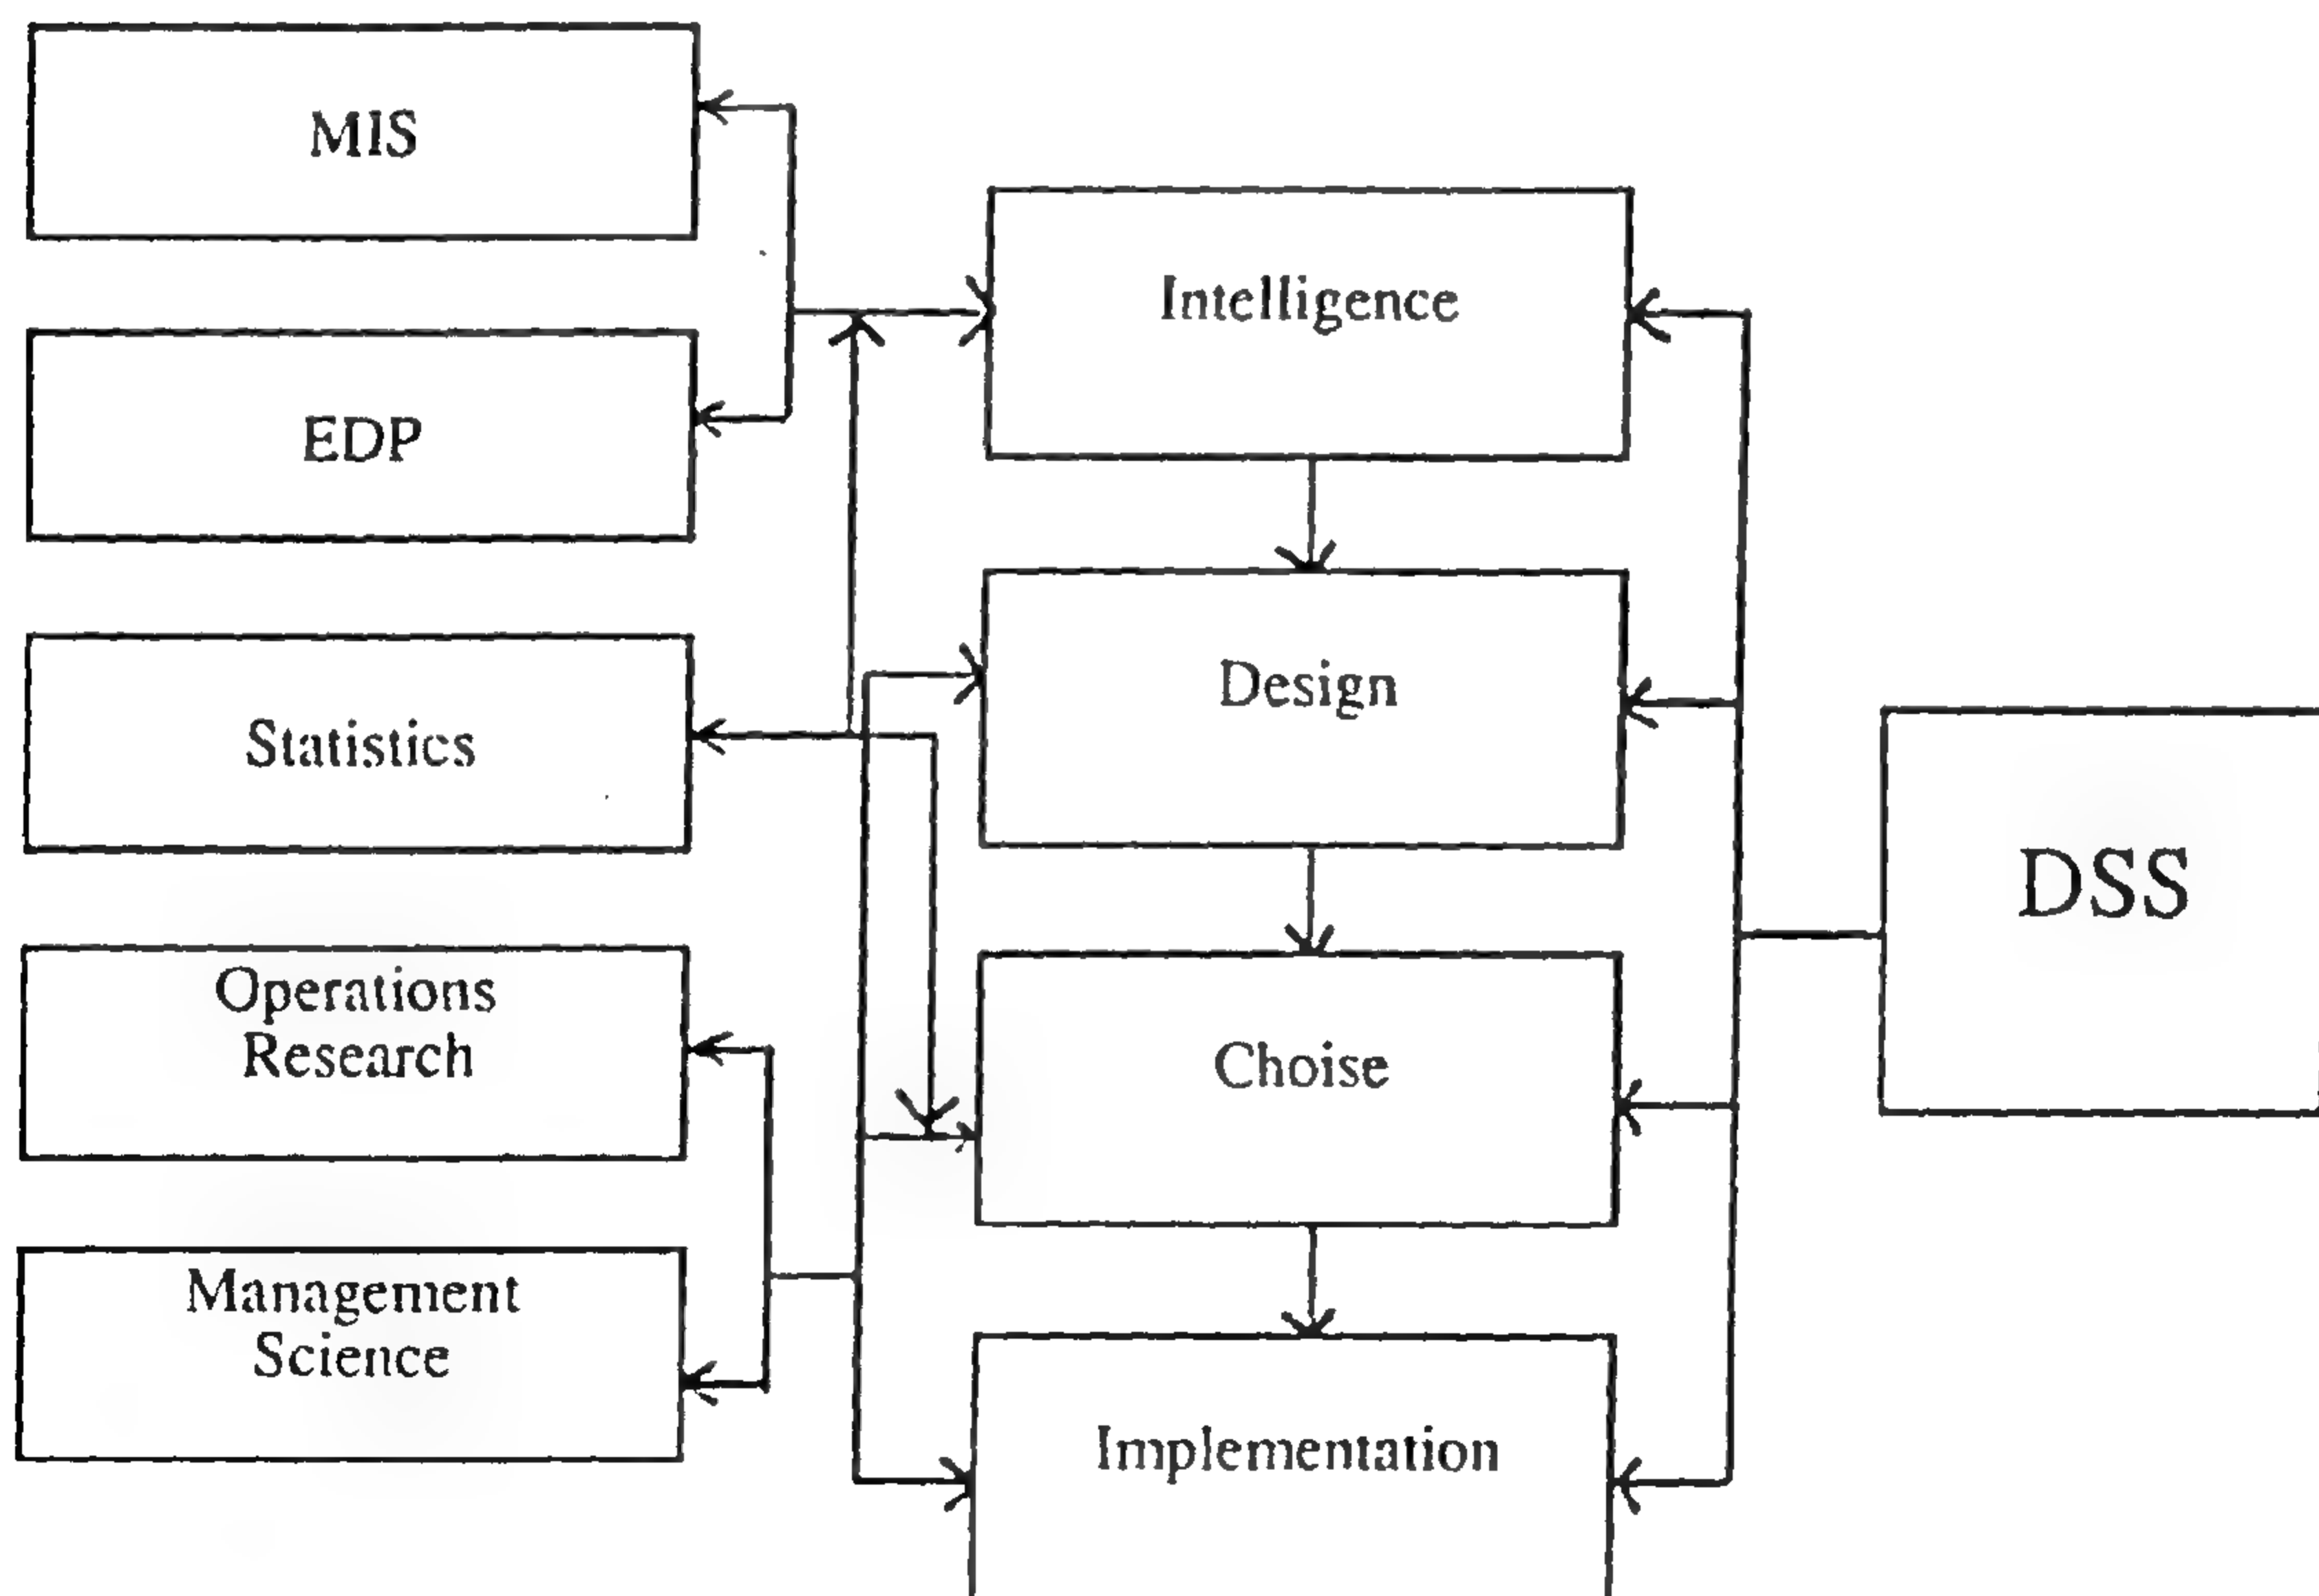 MIS
EDP
Statistics
Operations
Research
Management
Science
Intelligence
Design
Choise
Implementation
DSS